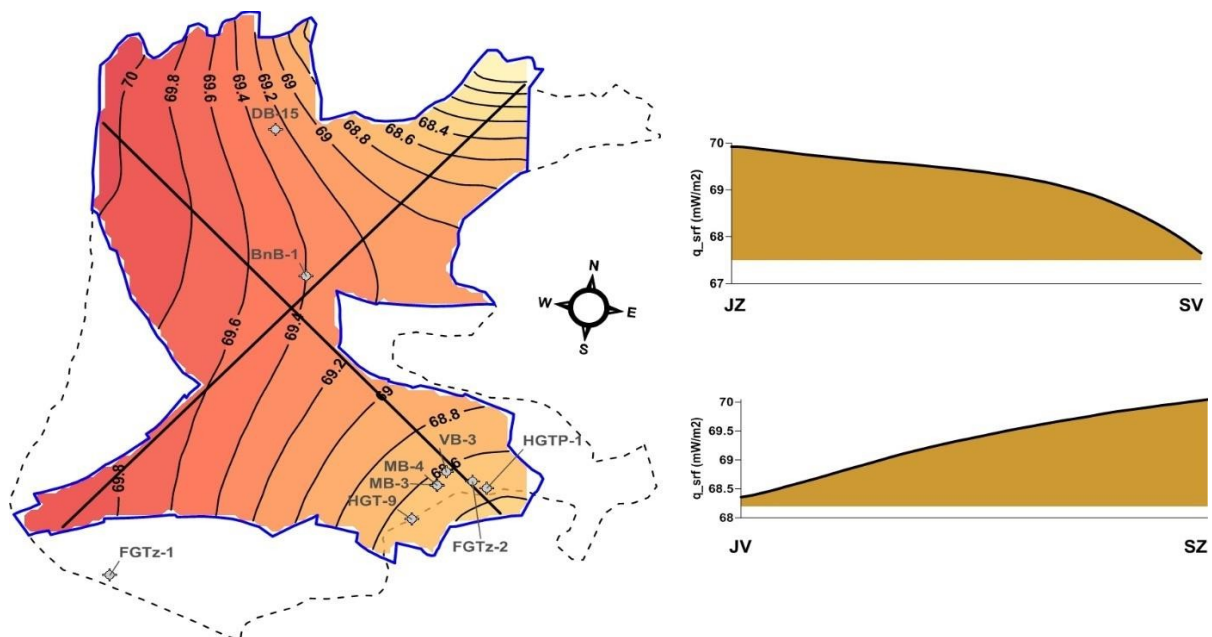 70
69.8
69.6
69.4
69.2
69
69
68.8
68.6
68.4
DB-15
BnB-1
69.6
69.4
69.2
69
68.8
68.6
69.8
VB-3
HGTP-1
MB-4
MB-3
HGT-9
FGTz-2
FGTz-1
N
W
E
S
q_srf (mW/m2)
70
69
68
67
JZ
SV
q_srf (mW/m2)
70
69.5
69
68.5
68
JV
SZ